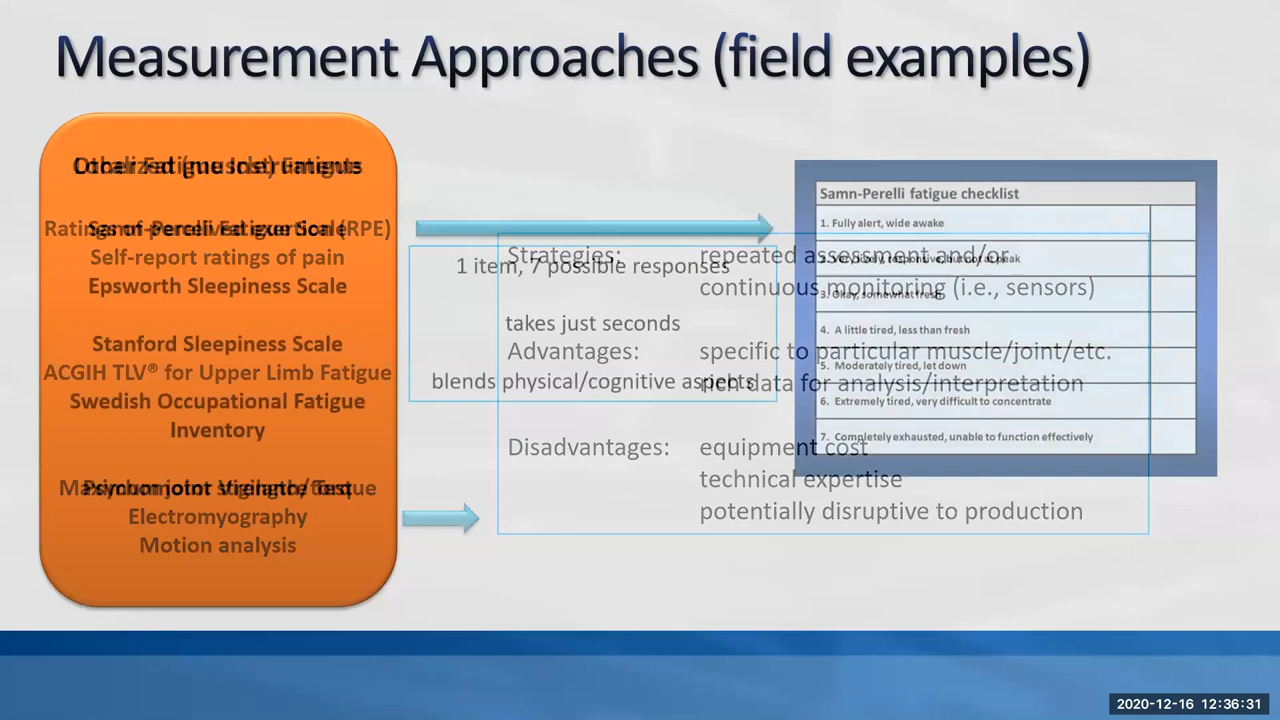 Measurement Approaches (field examples)
Localized (muscle) Fatigue
Other Fatigue Instruments
Ratings of perceived exertion (RPE)
Samn-Perelli Fatigue Scale
Self-report ratings of pain
Epsworth Sleepiness Scale
Stanford Sleepiness Scale
ACGIH TLV® for Upper Limb Fatigue
Swedish Occupational Fatigue
Inventory
Psychomotor Vigilance Test
Electromyography
Motion analysis
1 item, 7 possible responses
takes just seconds
blends physical/cognitive aspects
Strategies: repeated assessment and/or
continuous monitoring (i.e., sensors)
Advantages: specific to particular muscle/joint/etc.
rich data for analysis/interpretation
Disadvantages: equipment cost
technical expertise
potentially disruptive to production
Samn-Perelli fatigue checklist
1. Fully alert, wide awake
2. Very lively, responsive, but not at peak
3. Okay, somewhat fresh
4. A little tired, less than fresh
5. Moderately tired, let down
6. Extremely tired, very difficult to concentrate
7. Completely exhausted, unable to function effectively
2020-12-16 12:36:31